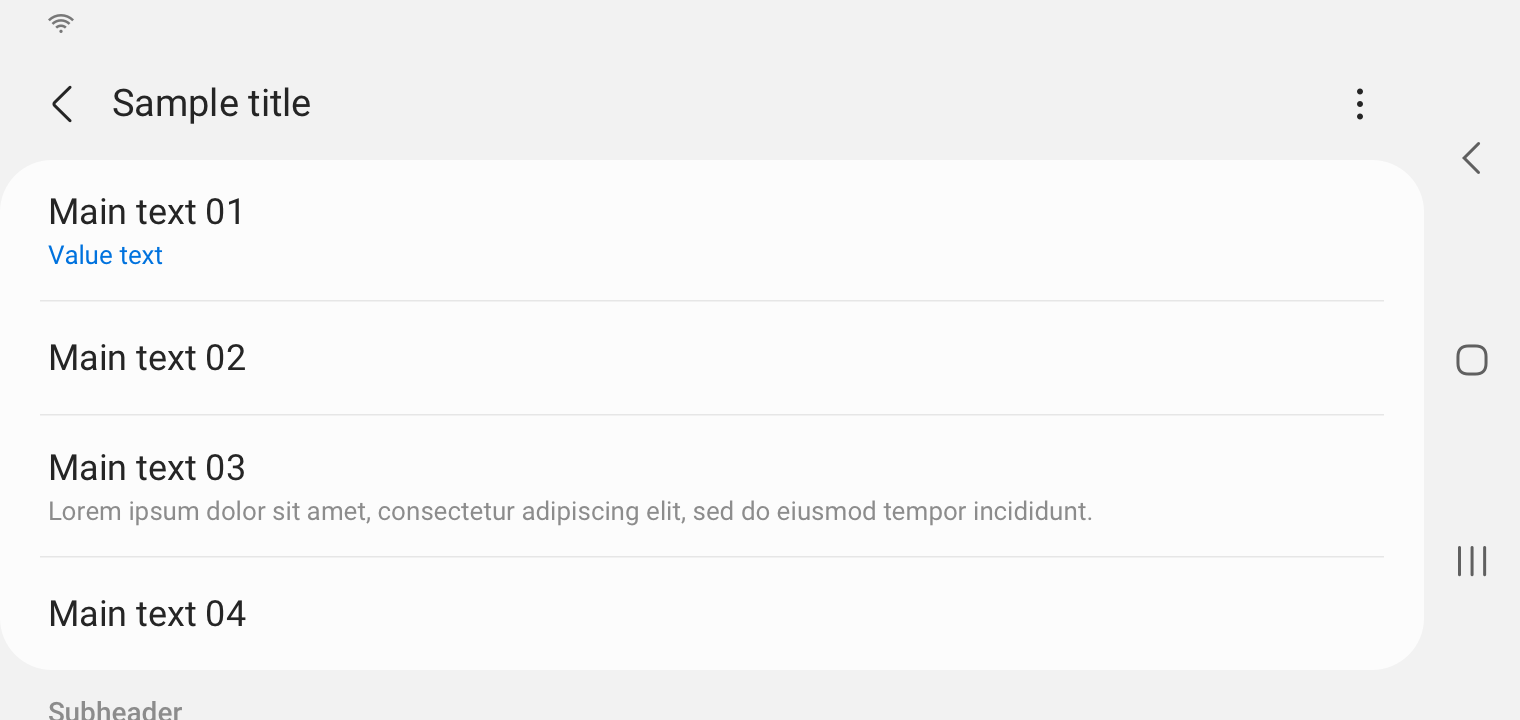 Sample title
Main text 01
Value text
Main text 02
Main text 03
Lorem ipsum dolor sit amet, consectetur adipiscing elit, sed do eiusmod tempor incididunt.
Main text 04
Subheader